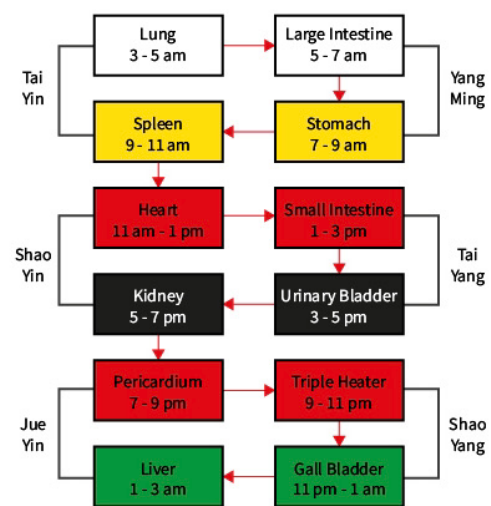 Lung
3 - 5 am
Large Intestine
5 - 7 am
Tai
Yin
Yang
Ming
Spleen
9 - 11 am
Stomach
7 - 9 am
Heart
11 am - 1 pm
Small Intestine
1 - 3 pm
Shao
Yin
Tai
Yang
Kidney
5 - 7 pm
Urinary Bladder
3 - 5 pm
Pericardium
7 - 9 pm
Triple Heater
9 - 11 pm
Jue
Yin
Shao
Yang
Liver
1 - 3 am
Gall Bladder
11 pm - 1 am